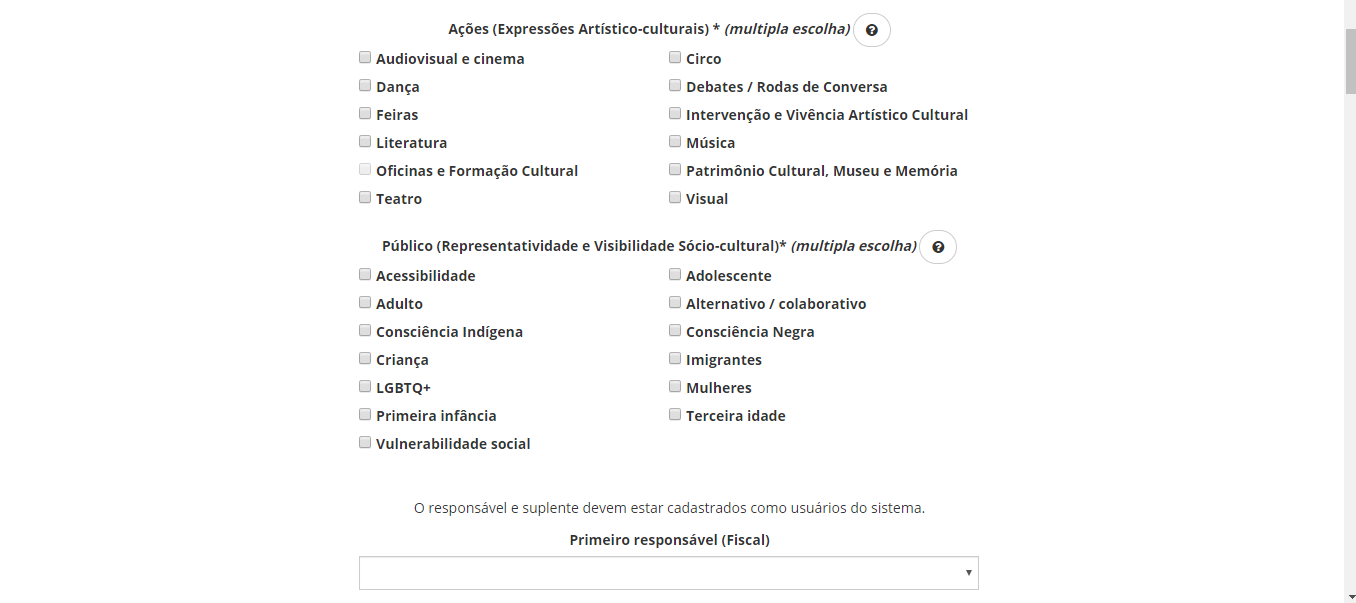 Ações (Expressões Artístico-culturais) * (multipla escolha) ?
Audiovisual e cinema
Circo
Dança
Debates / Rodas de Conversa
Feiras
Intervenção e Vivência Artístico Cultural
Literatura
Música
Oficinas e Formação Cultural
Patrimônio Cultural, Museu e Memória
Teatro
Visual
Público (Representatividade e Visibilidade Sócio-cultural)* (multipla escolha) ?
Acessibilidade
Adolescente
Adulto
Alternativo / colaborativo
Consciência Indígena
Consciência Negra
Criança
Imigrantes
LGBTQ+
Mulheres
Primeira infância
Terceira idade
Vulnerabilidade social
O responsável e suplente devem estar cadastrados como usuários do sistema.
Primeiro responsável (Fiscal)